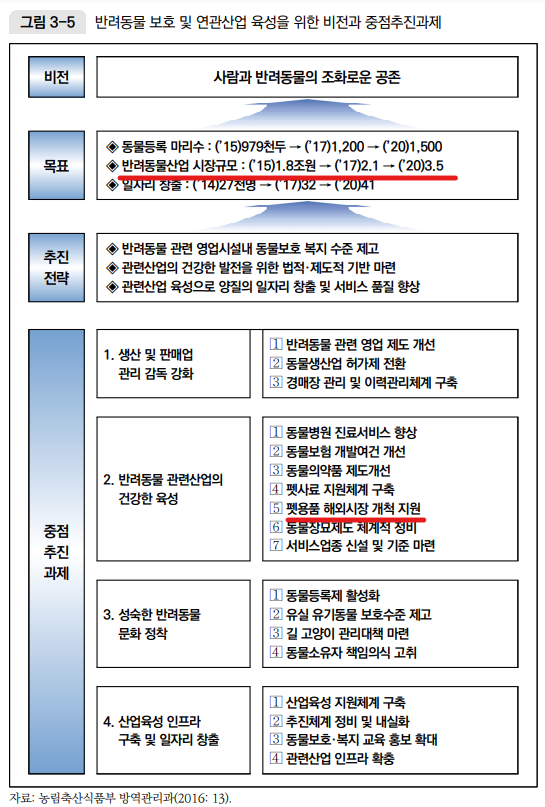 그림 3-5 반려동물 보호 및 연관산업 육성을 위한 비전과 중점추진과제
비전
사람과 반려동물의 조화로운 공존
목표
◈ 동물등록 마리수 : ('15)979천두 → ('17)1,200 → ('20)1,500
◈ 반려동물산업 시장규모 : ('15)1.8조원 → ('17)2.1 → ('20)3.5
◈ 일자리 창출 : ('14)27천명 → ('17)32 → ('20)41
추진
전략
◈ 반려동물 관련 영업시설내 동물보호 복지 수준 제고
◈ 관련산업의 건강한 발전을 위한 법적·제도적 기반 마련
◈ 관련산업 육성으로 양질의 일자리 창출 및 서비스 품질 향상
중점
추진
과제
1. 생산 및 판매업
관리 감독 강화
1 반려동물 관련 영업 제도 개선
2 동물생산업 허가제 전환
3 경매장 관리 및 이력관리체계 구축
2. 반려동물 관련산업의
건강한 육성
1 동물병원 진료서비스 향상
2 동물보험 개발여건 개선
3 동물의약품 제도개선
4 펫사료 지원체계 구축
5 펫용품 해외시장 개척 지원
6 동물장묘제도 체계적 정비
7 서비스업종 신설 및 기준 마련
3. 성숙한 반려동물
문화 정착
1 동물등록제 활성화
2 유실 유기동물 보호수준 제고
3 길 고양이 관리대책 마련
4 동물소유자 책임의식 고취
4. 산업육성 인프라
구축 및 일자리 창출
1 산업육성 지원체계 구축
2 추진체계 정비 및 내실화
3 동물보호·복지 교육 홍보 확대
4 관련산업 인프라 확충
자료: 농림축산식품부 방역관리과(2016: 13).